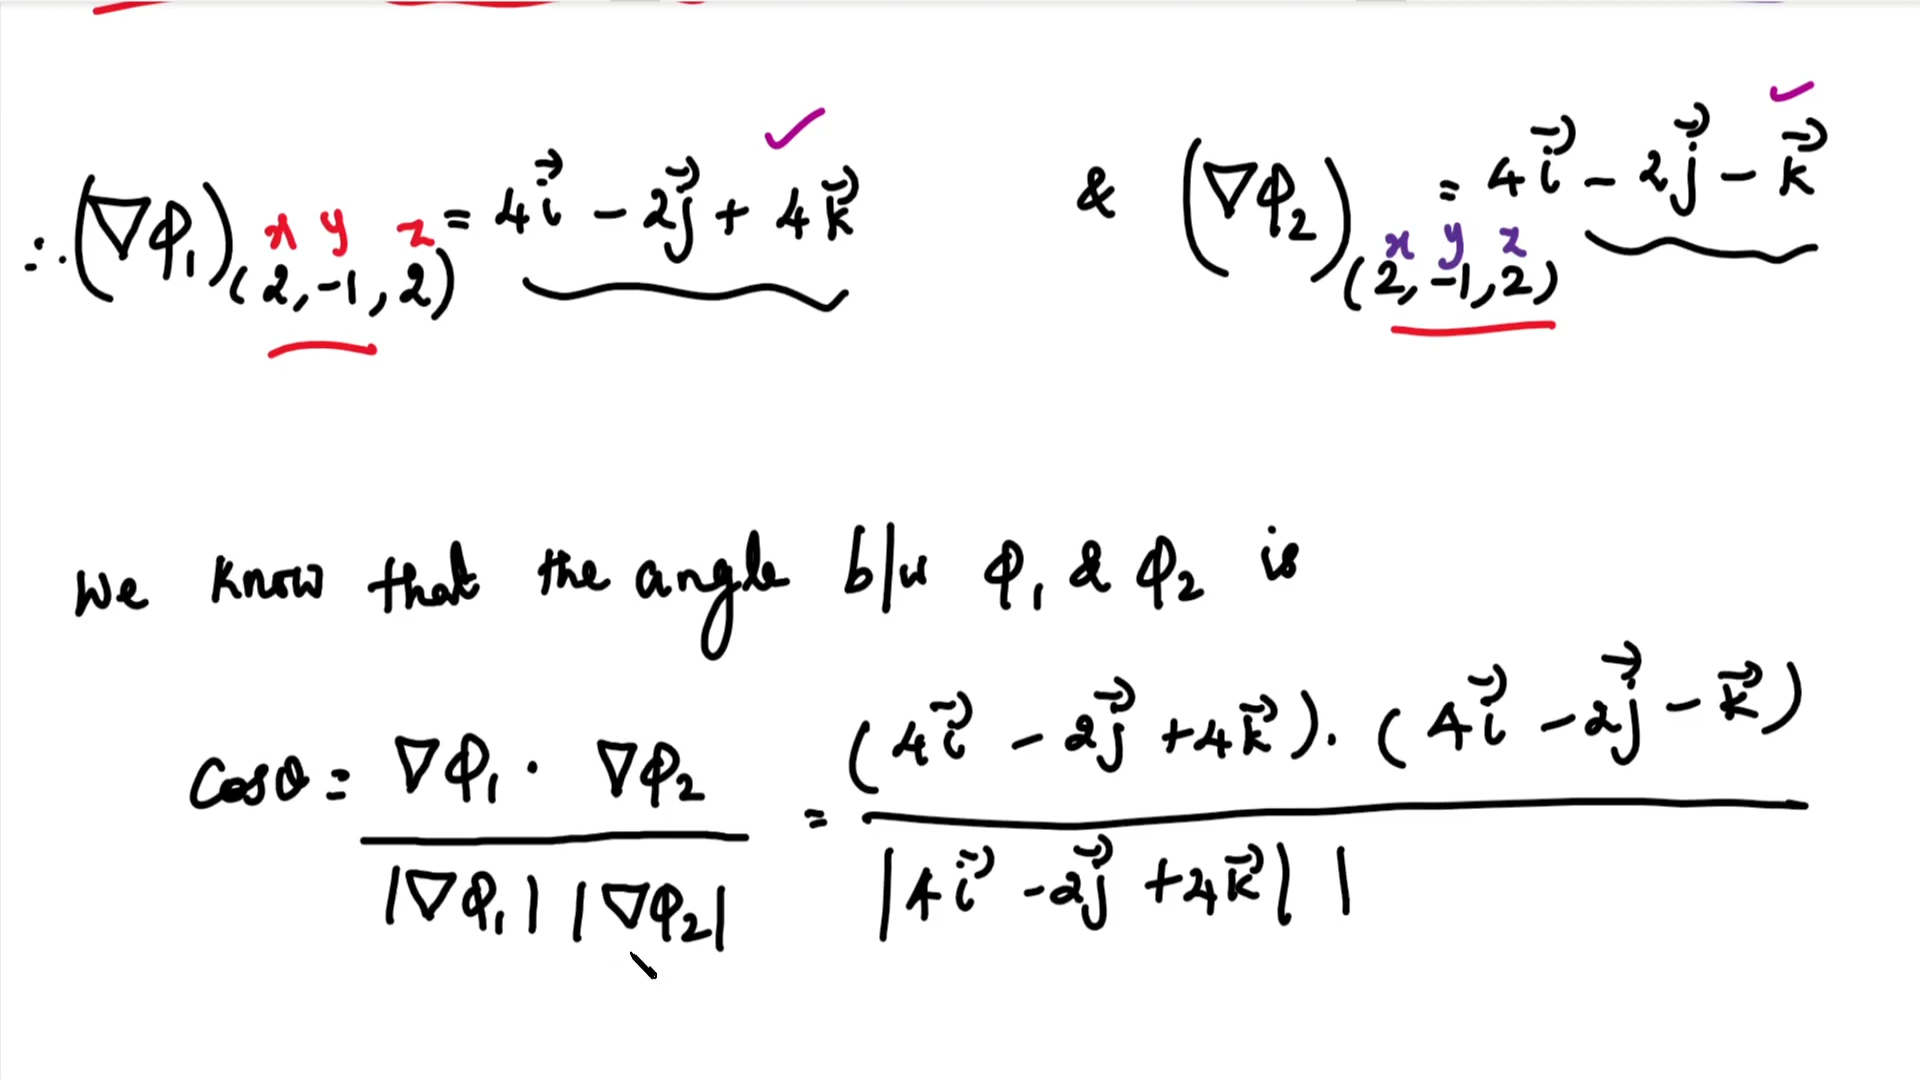 ∴ (∇φ₁)(2, -1, 2) = 4i⃗ - 2j⃗ + 4k⃗ & (∇φ₂)(2, -1, 2) = 4i⃗ - 2j⃗ - k⃗
x y z x y z
We know that the angle b/w φ₁ & φ₂ is
Cosθ = ∇φ₁ · ∇φ₂ / |∇φ₁| |∇φ₂| = (4i⃗ - 2j⃗ + 4k⃗) · (4i⃗ - 2j⃗ - k⃗) / |4i⃗ - 2j⃗ + 4k⃗| |